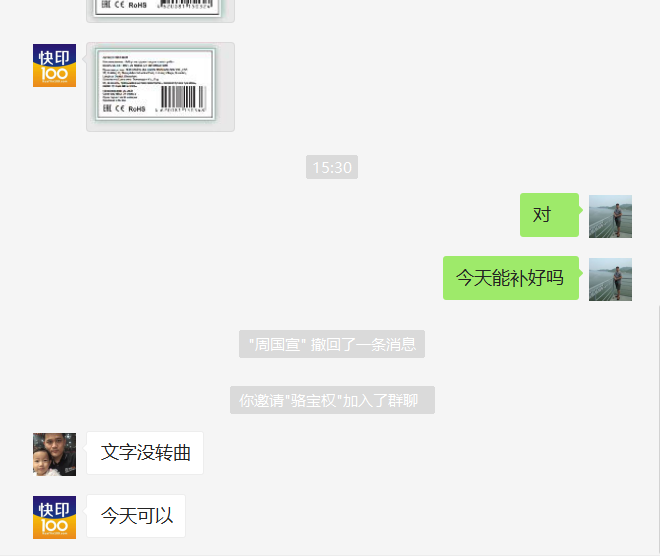 EAC CE RoHS
快印
100
EAC CE RoHS
15:30
对
今天能补好吗
"周国宣" 撤回了一条消息
你邀请"骆宝权"加入了群聊
文字没转曲
快印
100
今天可以